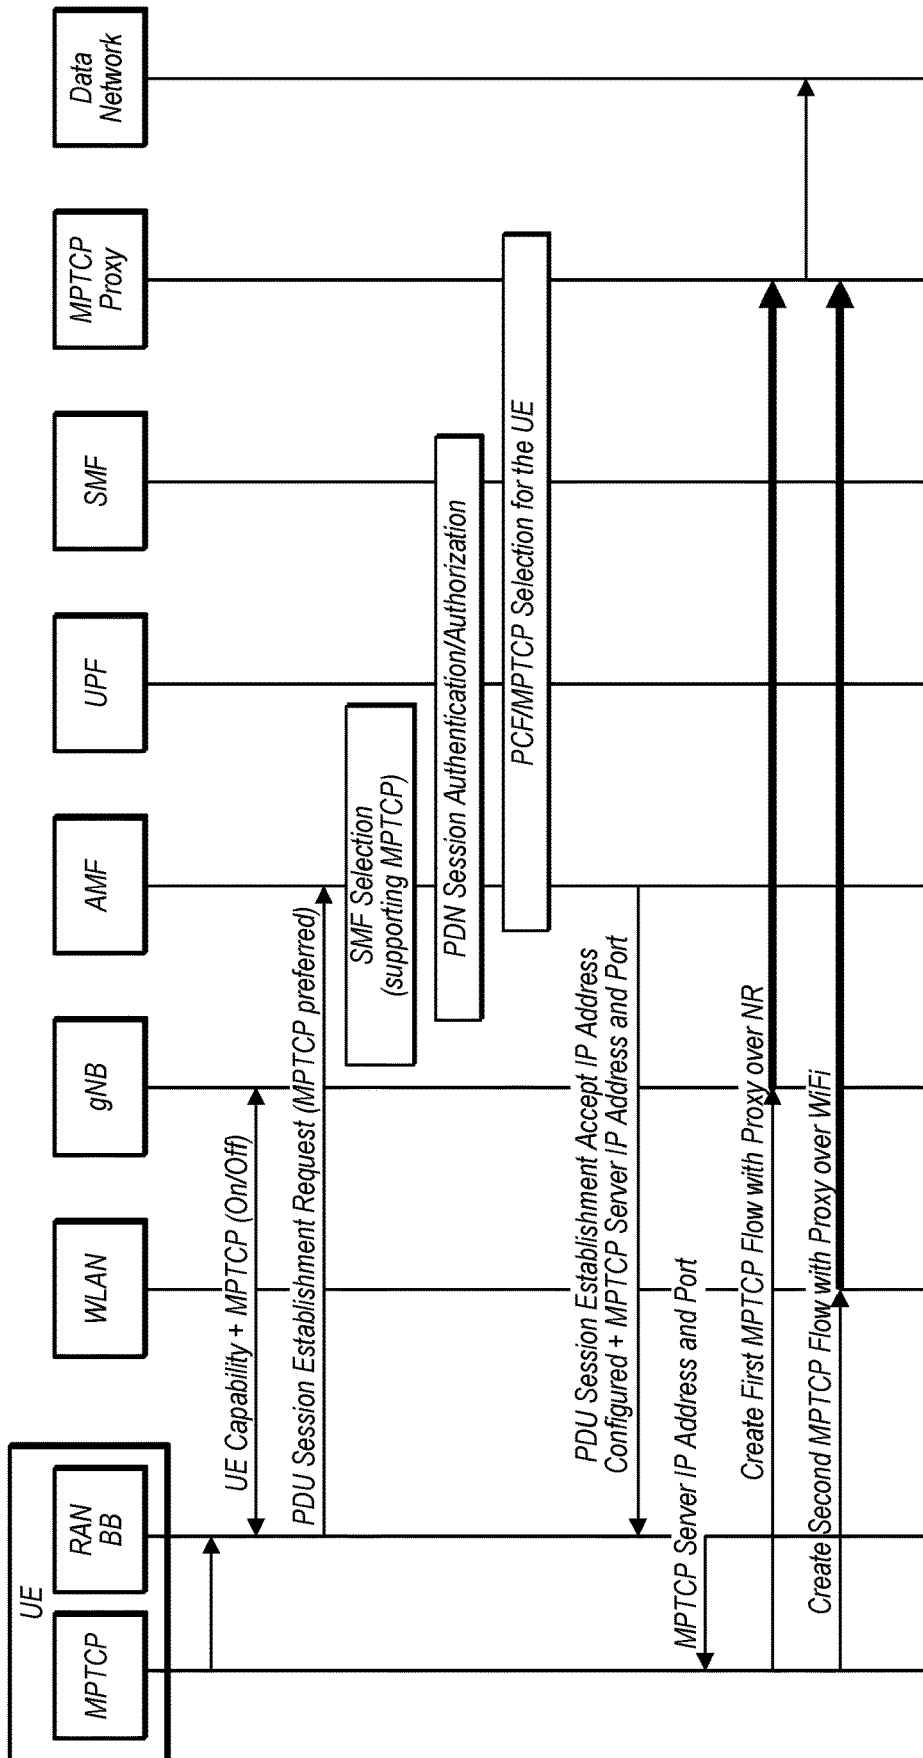 UE
MPTCP
RAN
BB
WLAN
gNB
AMF
UPF
SMF
MPTCP
Proxy
Data
Network
UE Capability + MPTCP (On/Off)
PDU Session Establishment Request (MPTCP preferred)
SMF Selection
(supporting MPTCP)
PDN Session Authentication/Authorization
PCF/MPTCP Selection for the UE
PDU Session Establishment Accept IP Address
Configured + MPTCP Server IP Address and Port
MPTCP Server IP Address and Port
Create First MPTCP Flow with Proxy over NR
Create Second MPTCP Flow with Proxy over WiFi